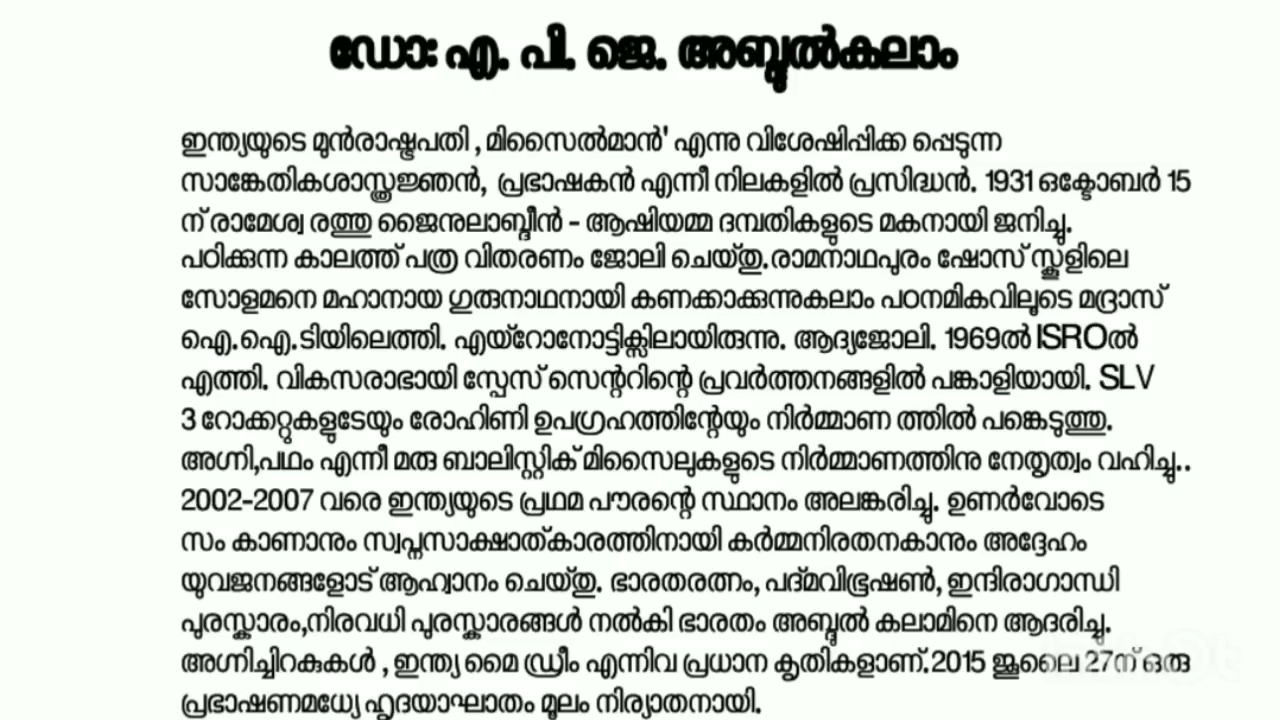 ഡോഃ എ. പി. ജെ. അബ്ദുൽകലാം
ഇന്ത്യയുടെ മുൻരാഷ്ട്രപതി , മിസൈൽമാൻ' എന്നു വിശേഷിപ്പിക്ക പ്പെടുന്ന
സാങ്കേതികശാസ്ത്രജ്ഞൻ, പ്രഭാഷകൻ എന്നീ നിലകളിൽ പ്രസിദ്ധൻ. 1931 ഒക്ടോബർ 15
ന് രാമേശ്വ രത്തു ജൈനുലാബ്ദീൻ - ആഷിയമ്മ ദമ്പതികളുടെ മകനായി ജനിച്ചു.
പഠിക്കുന്ന കാലത്ത് പത്ര വിതരണം ജോലി ചെയ്തു.രാമനാഥപുരം ഷോസ് സ്കൂളിലെ
സോളമനെ മഹാനായ ഗുരുനാഥനായി കണക്കാക്കുന്നുകലാം പഠനമികവിലൂടെ മദ്രാസ്
ഐ.ഐ.ടിയിലെത്തി. എയ്റോനോട്ടിക്സിലായിരുന്നു. ആദ്യജോലി. 1969ൽ ISROൽ
എത്തി. വികസരാഭായി സ്പേസ് സെന്ററിന്റെ പ്രവർത്തനങ്ങളിൽ പങ്കാളിയായി. SLV
3 റോക്കറ്റുകളുടേയും രോഹിണി ഉപഗ്രഹത്തിന്റേയും നിർമ്മാണ ത്തിൽ പങ്കെടുത്തു.
അഗ്നി,പഥം എന്നീ മരു ബാലിസ്റ്റിക് മിസൈലുകളുടെ നിർമ്മാണത്തിനു നേതൃത്വം വഹിച്ചു..
2002-2007 വരെ ഇന്ത്യയുടെ പ്രഥമ പൗരന്റെ സ്ഥാനം അലങ്കരിച്ചു. ഉണർവോടെ
സം കാണാനും സ്വപ്നസാക്ഷാത്കാരത്തിനായി കർമ്മനിരതനകാനും അദ്ദേഹം
യുവജനങ്ങളോട് ആഹ്വാനം ചെയ്തു. ഭാരതരത്നം, പദ്മവിഭൂഷൺ, ഇന്ദിരാഗാന്ധി
പുരസ്കാരം,നിരവധി പുരസ്കാരങ്ങൾ നൽകി ഭാരതം അബ്ദുൽ കലാമിനെ ആദരിച്ചു.
അഗ്നിച്ചിറകുകൾ , ഇന്ത്യ മൈ ഡ്രീം എന്നിവ പ്രധാന കൃതികളാണ്.2015 ജൂലൈ 27ന് ഒരു
പ്രഭാഷണമധ്യേ ഹൃദയാഘാതം മൂലം നിര്യാതനായി.